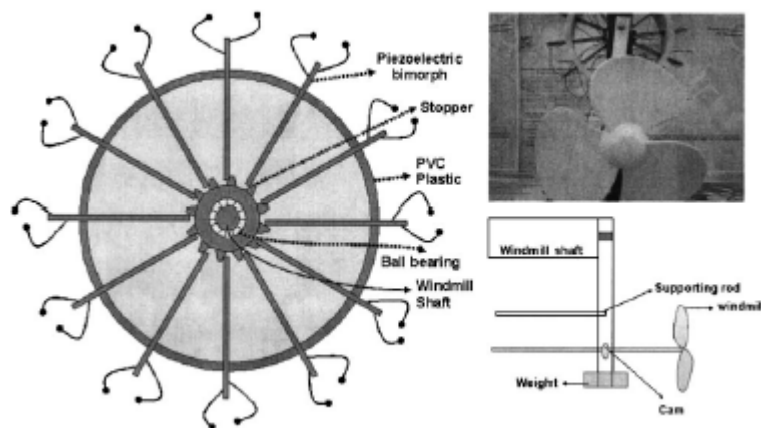 Piezoelectric
bimorph
Stopper
PVC
Plastic
Ball bearing
Windmill
Shaft
Windmill shaft
Supporting rod
windmill
Weight
Cam